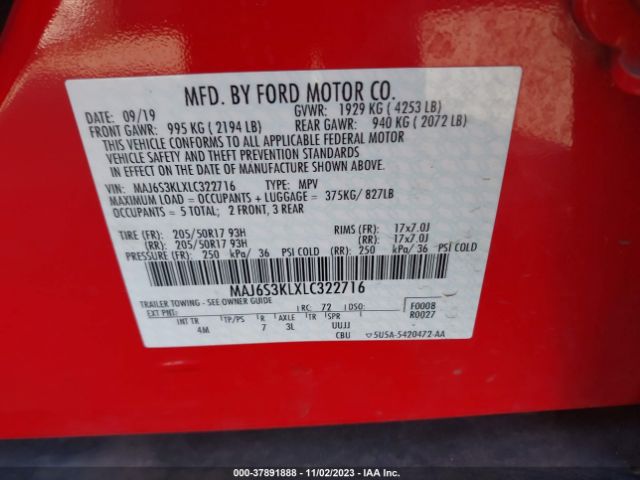 MFD. BY FORD MOTOR CO.
DATE: 09/19 GVWR: 1929 KG ( 4253 LB)
FRONT GAWR: 995 KG ( 2194 LB) REAR GAWR: 940 KG ( 2072 LB)
THIS VEHICLE CONFORMS TO ALL APPLICABLE FEDERAL MOTOR
VEHICLE SAFETY AND THEFT PREVENTION STANDARDS
IN EFFECT ON THE DATE OF MANUFACTURE SHOWN ABOVE.
VIN: MAJ6S3KLXLC322716 TYPE: MPV
MAXIMUM LOAD = OCCUPANTS + LUGGAGE = 375KG/ 827LB
OCCUPANTS = 5 TOTAL; 2 FRONT, 3 REAR
TIRE (FR): 205/50R17 93H RIMS (FR): 17x7.0J
(RR): 205/50R17 93H (RR): 17x7.0J
PRESSURE (FR): 250 kPa/ 36 PSI COLD (RR): 250 kPa/ 36 PSI COLD
MAJ6S3KLXLC322716
TRAILER TOWING - SEE OWNER GUIDE
EXT PNT: RC: 72 DSO: F0008
R0027
INT TR TP/PS R AXLE TR SPR
4M 7 3L UUJJ
CBU 5U5A-5420472-AA
000-37891888 - 11/02/2023 - IAA Inc.